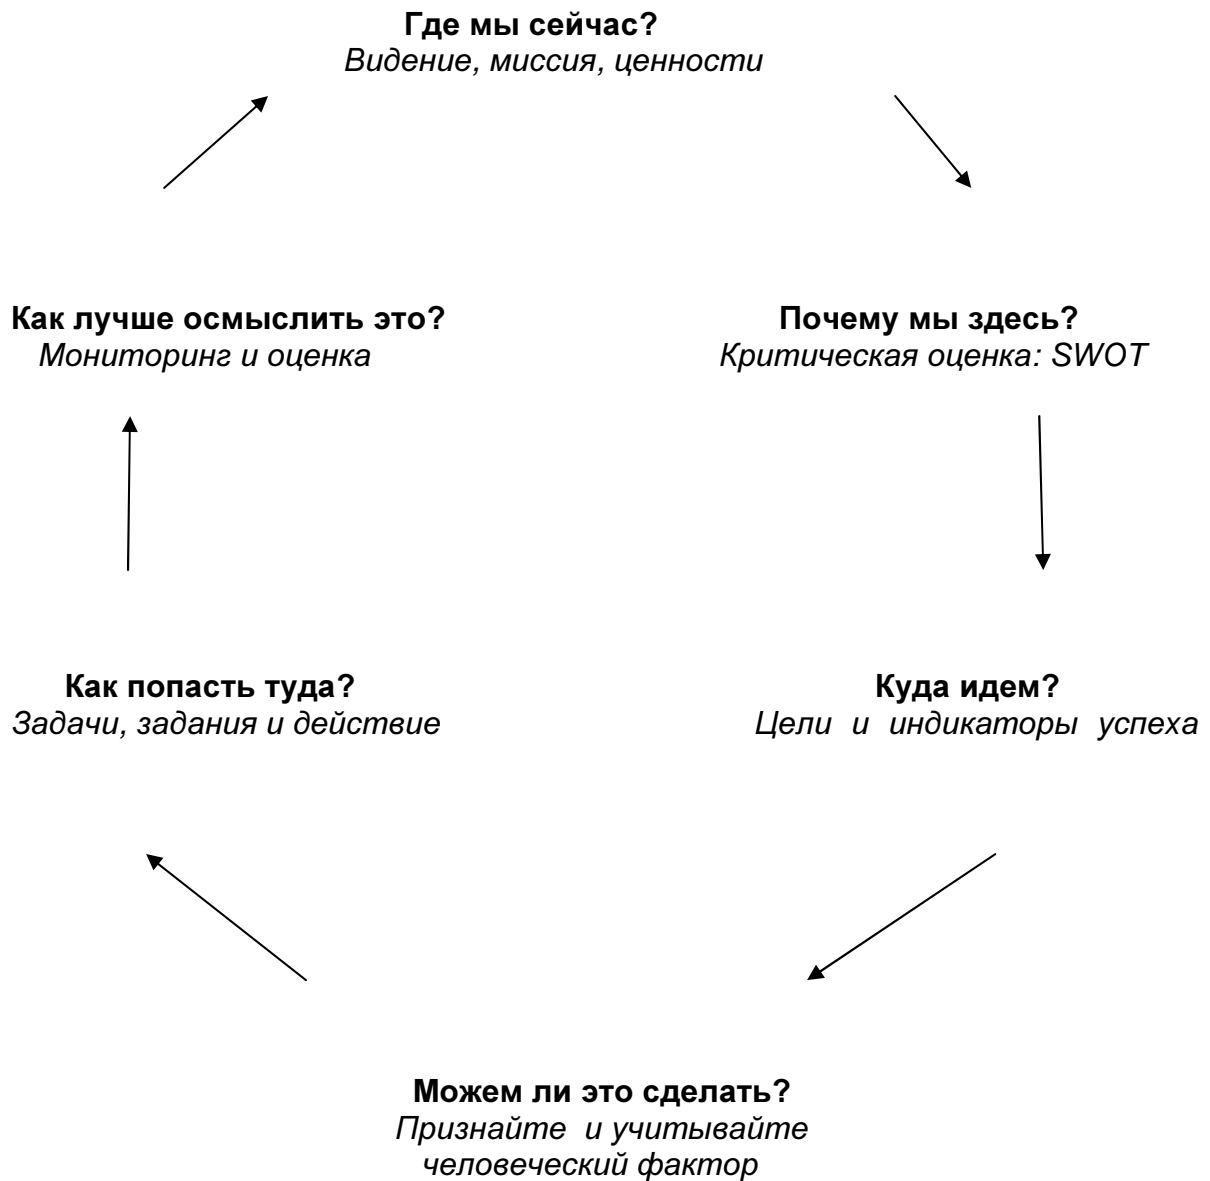 Где мы сейчас?
Видение, миссия, ценности
Как лучше осмыслить это?
Мониторинг и оценка
Почему мы здесь?
Критическая оценка: SWOT
Как попасть туда?
Задачи, задания и действие
Куда идем?
Цели и индикаторы успеха
Можем ли это сделать?
Признайте и учитывайте
человеческий фактор